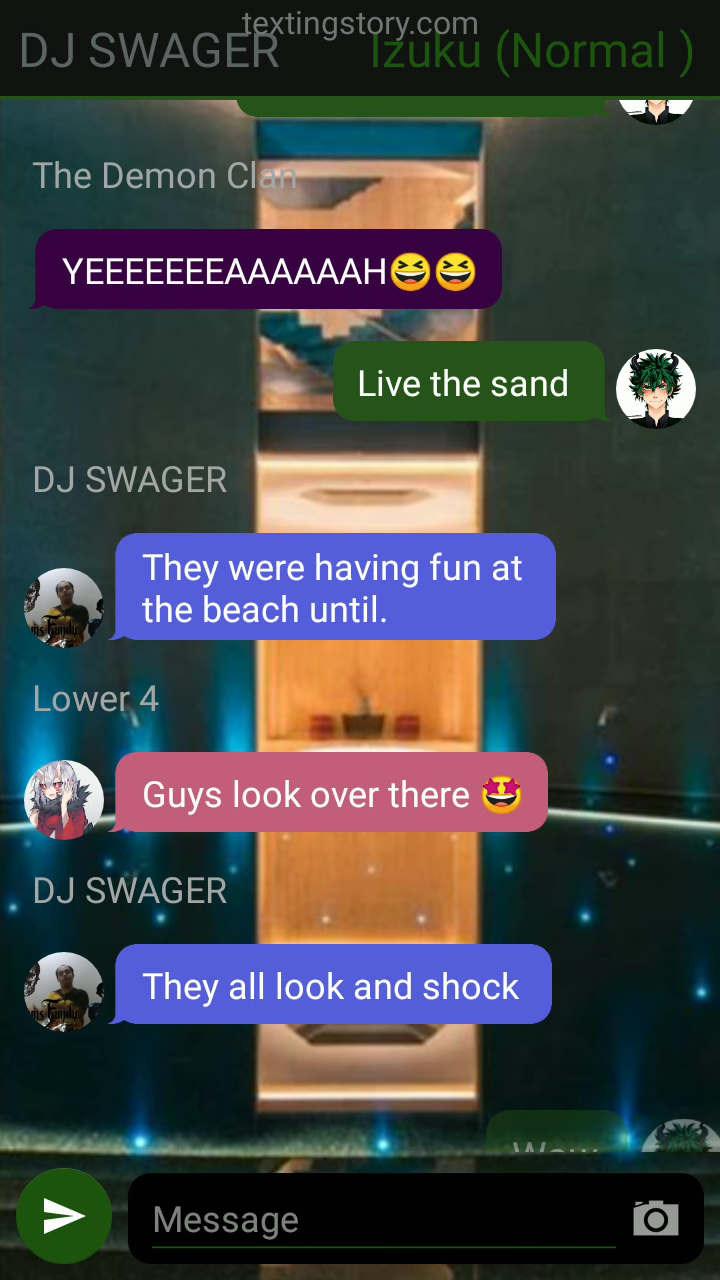 textingstory.com
DJ SWAGER
Izuku (Normal )
The Demon Clan
YEEEEEEEAAAAAAH😆😆
Live the sand
DJ SWAGER
They were having fun at
the beach until.
Lower 4
Guys look over there 🤩
DJ SWAGER
They all look and shock
Wow
Message